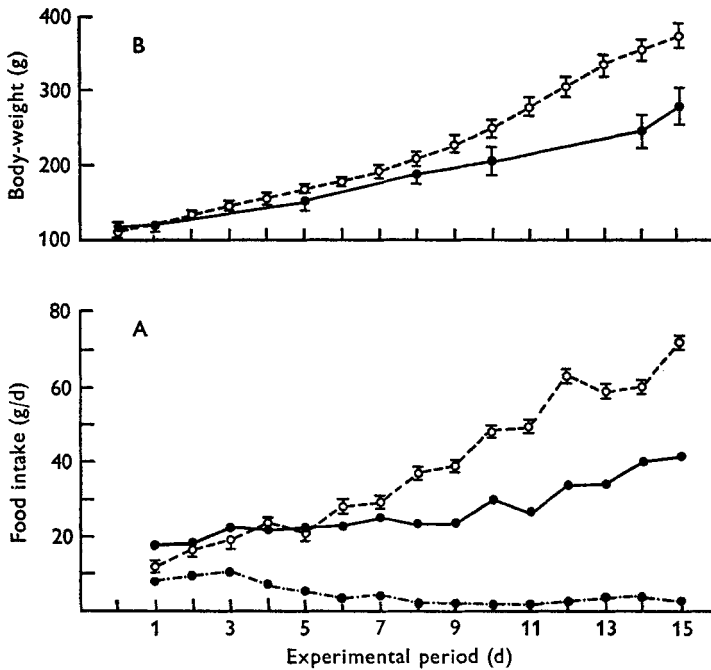 400
300
200
100
Body-weight (g)
B
80
60
40
20
Food intake (g/d)
A
1 3 5 7 9 11 13 15
Experimental period (d)